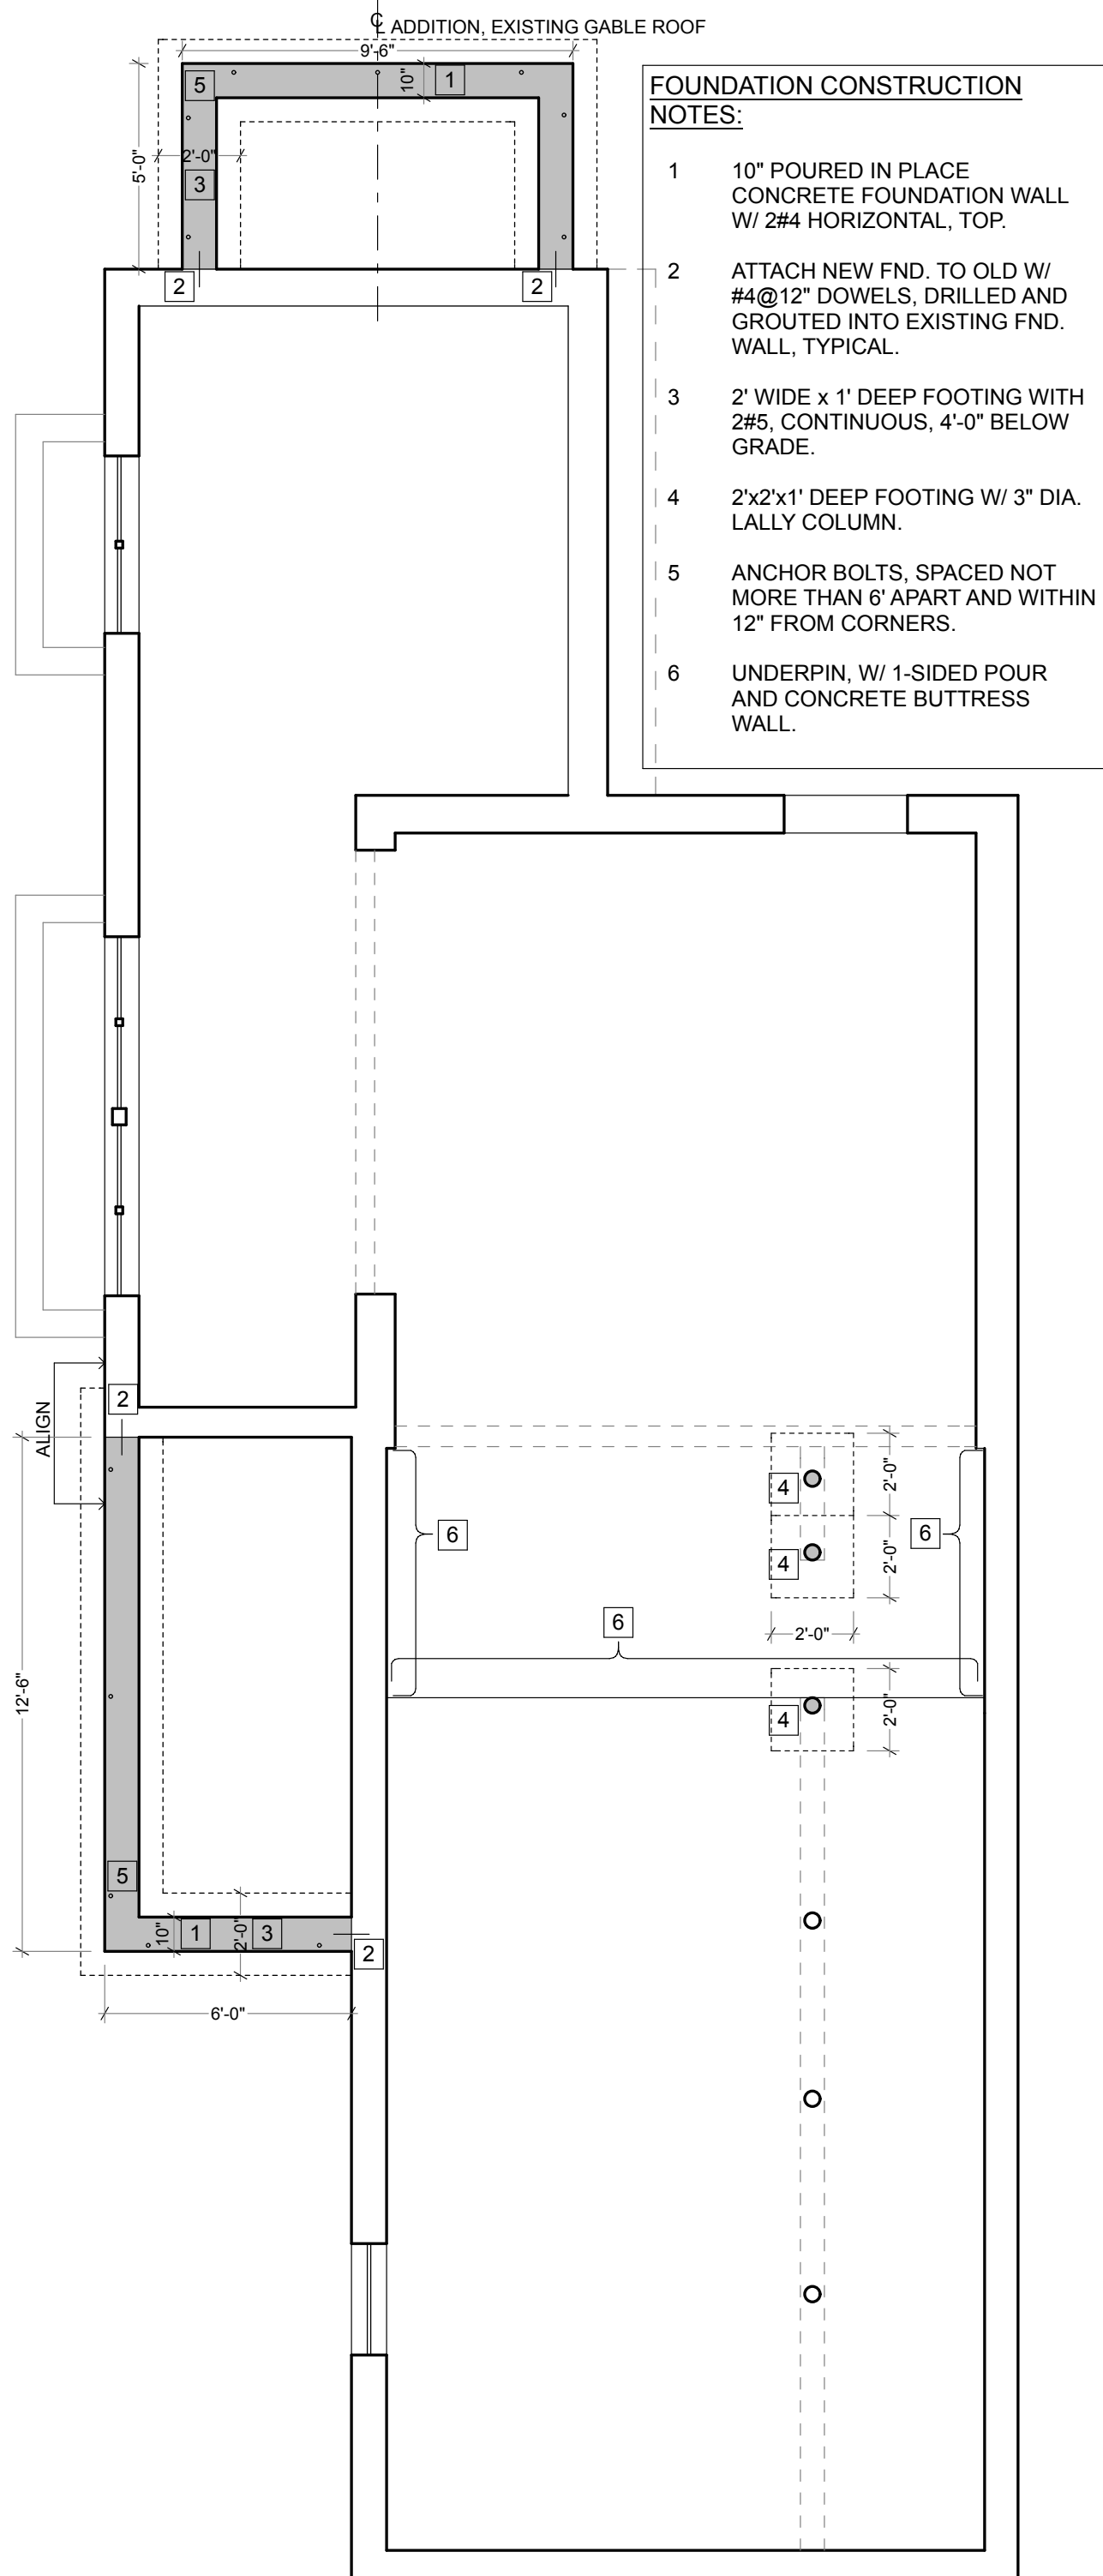 ℄ ADDITION, EXISTING GABLE ROOF
9'-6"
5
10"
1
5'-0"
2'-0"
3
2
2
FOUNDATION CONSTRUCTION
NOTES:
1 10" POURED IN PLACE
CONCRETE FOUNDATION WALL
W/ 2#4 HORIZONTAL, TOP.
2 ATTACH NEW FND. TO OLD W/
#4@12" DOWELS, DRILLED AND
GROUTED INTO EXISTING FND.
WALL, TYPICAL.
3 2' WIDE x 1' DEEP FOOTING WITH
2#5, CONTINUOUS, 4'-0" BELOW
GRADE.
4 2'x2'x1' DEEP FOOTING W/ 3" DIA.
LALLY COLUMN.
5 ANCHOR BOLTS, SPACED NOT
MORE THAN 6' APART AND WITHIN
12" FROM CORNERS.
6 UNDERPIN, W/ 1-SIDED POUR
AND CONCRETE BUTTRESS
WALL.
2
ALIGN
4
2'-0"
6
6
4
2'-0"
6
2'-0"
12'-6"
4
2'-0"
5
10"
1
2'-0"
3
2
6'-0"